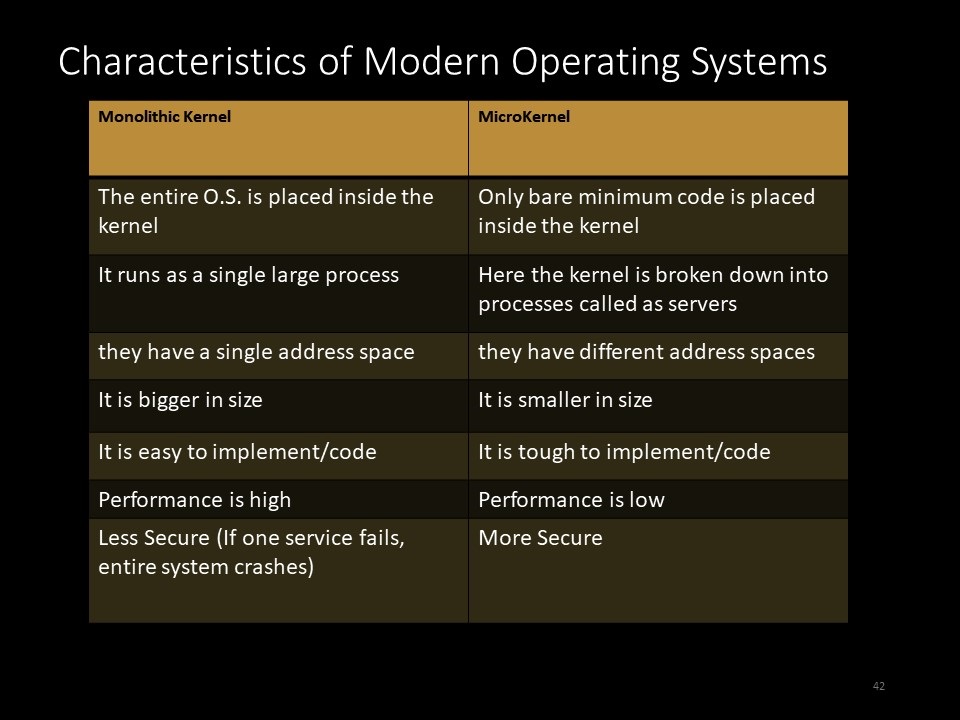 Characteristics of Modern Operating Systems
Monolithic Kernel
MicroKernel
The entire O.S. is placed inside the
kernel
Only bare minimum code is placed
inside the kernel
It runs as a single large process
Here the kernel is broken down into
processes called as servers
they have a single address space
they have different address spaces
It is bigger in size
It is smaller in size
It is easy to implement/code
It is tough to implement/code
Performance is high
Performance is low
Less Secure (If one service fails,
entire system crashes)
More Secure
42